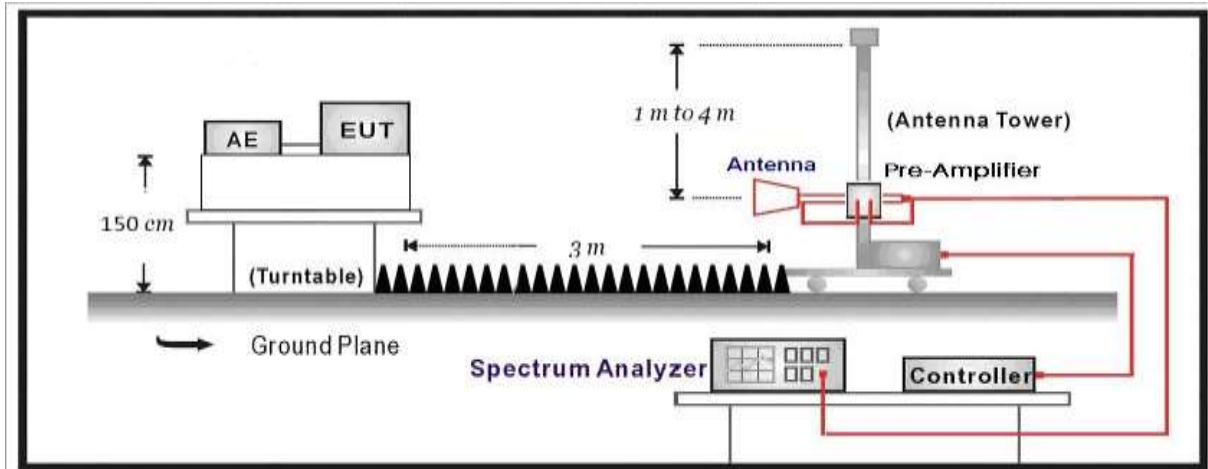 1 m to 4 m
(Antenna Tower)
AE
EUT
Antenna
Pre-Amplifier
150 cm
3 m
(Turntable)
Ground Plane
Spectrum Analyzer
Controller